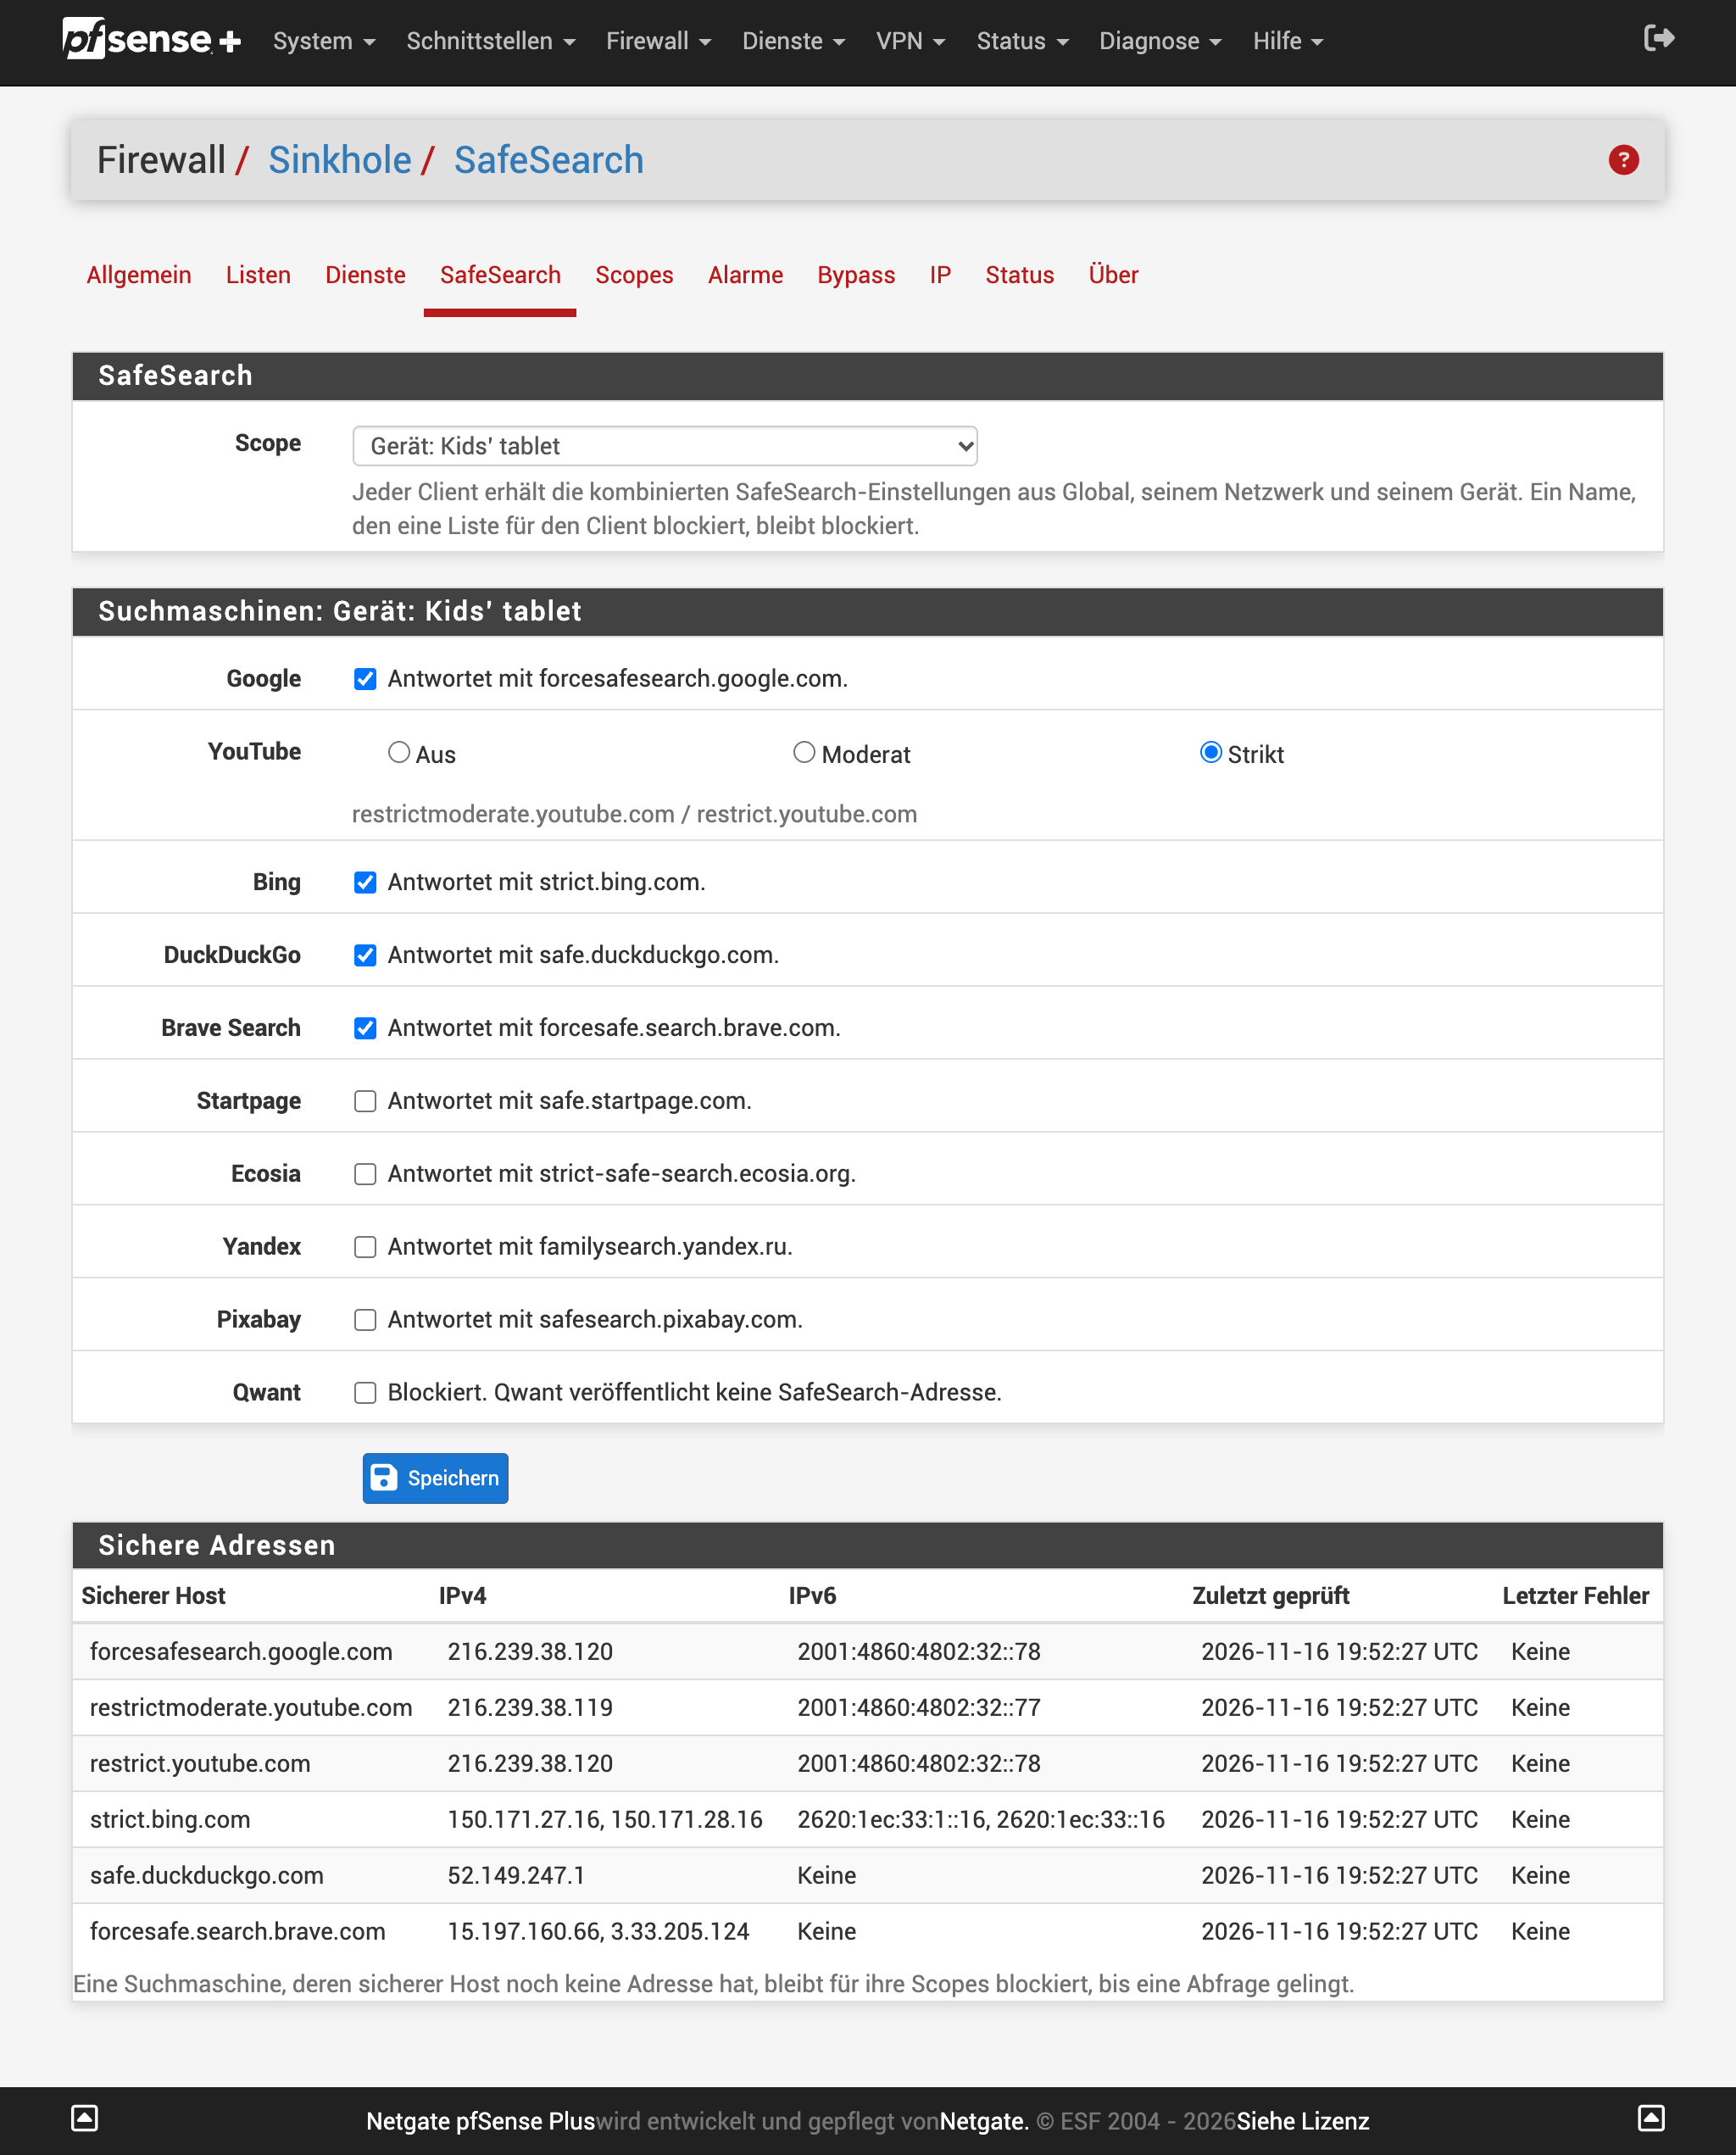 pfsense + System Schnittstellen Firewall Dienste VPN Status Diagnose Hilfe
Firewall / Sinkhole / SafeSearch
Allgemein Listen Dienste SafeSearch Scopes Alarme Bypass IP Status Über
SafeSearch
Scope Gerät: Kids' tablet
Jeder Client erhält die kombinierten SafeSearch-Einstellungen aus Global, seinem Netzwerk und seinem Gerät. Ein Name,
den eine Liste für den Client blockiert, bleibt blockiert.
Suchmaschinen: Gerät: Kids' tablet
Google Antwortet mit forcesafesearch.google.com.
YouTube Aus Moderat Strikt
restrictmoderate.youtube.com / restrict.youtube.com
Bing Antwortet mit strict.bing.com.
DuckDuckGo Antwortet mit safe.duckduckgo.com.
Brave Search Antwortet mit forcesafe.search.brave.com.
Startpage Antwortet mit safe.startpage.com.
Ecosia Antwortet mit strict-safe-search.ecosia.org.
Yandex Antwortet mit familysearch.yandex.ru.
Pixabay Antwortet mit safesearch.pixabay.com.
Qwant Blockiert. Qwant veröffentlicht keine SafeSearch-Adresse.
Speichern
Sichere Adressen
Sicherer Host IPv4 IPv6 Zuletzt geprüft Letzter Fehler
forcesafesearch.google.com 216.239.38.120 2001:4860:4802:32::78 2026-11-16 19:52:27 UTC Keine
restrictmoderate.youtube.com 216.239.38.119 2001:4860:4802:32::77 2026-11-16 19:52:27 UTC Keine
restrict.youtube.com 216.239.38.120 2001:4860:4802:32::78 2026-11-16 19:52:27 UTC Keine
strict.bing.com 150.171.27.16, 150.171.28.16 2620:1ec:33:1::16, 2620:1ec:33::16 2026-11-16 19:52:27 UTC Keine
safe.duckduckgo.com 52.149.247.1 Keine 2026-11-16 19:52:27 UTC Keine
forcesafe.search.brave.com 15.197.160.66, 3.33.205.124 Keine 2026-11-16 19:52:27 UTC Keine
Eine Suchmaschine, deren sicherer Host noch keine Adresse hat, bleibt für ihre Scopes blockiert, bis eine Abfrage gelingt.
Netgate pfSense Pluswird entwickelt und gepflegt vonNetgate. © ESF 2004 - 2026Siehe Lizenz